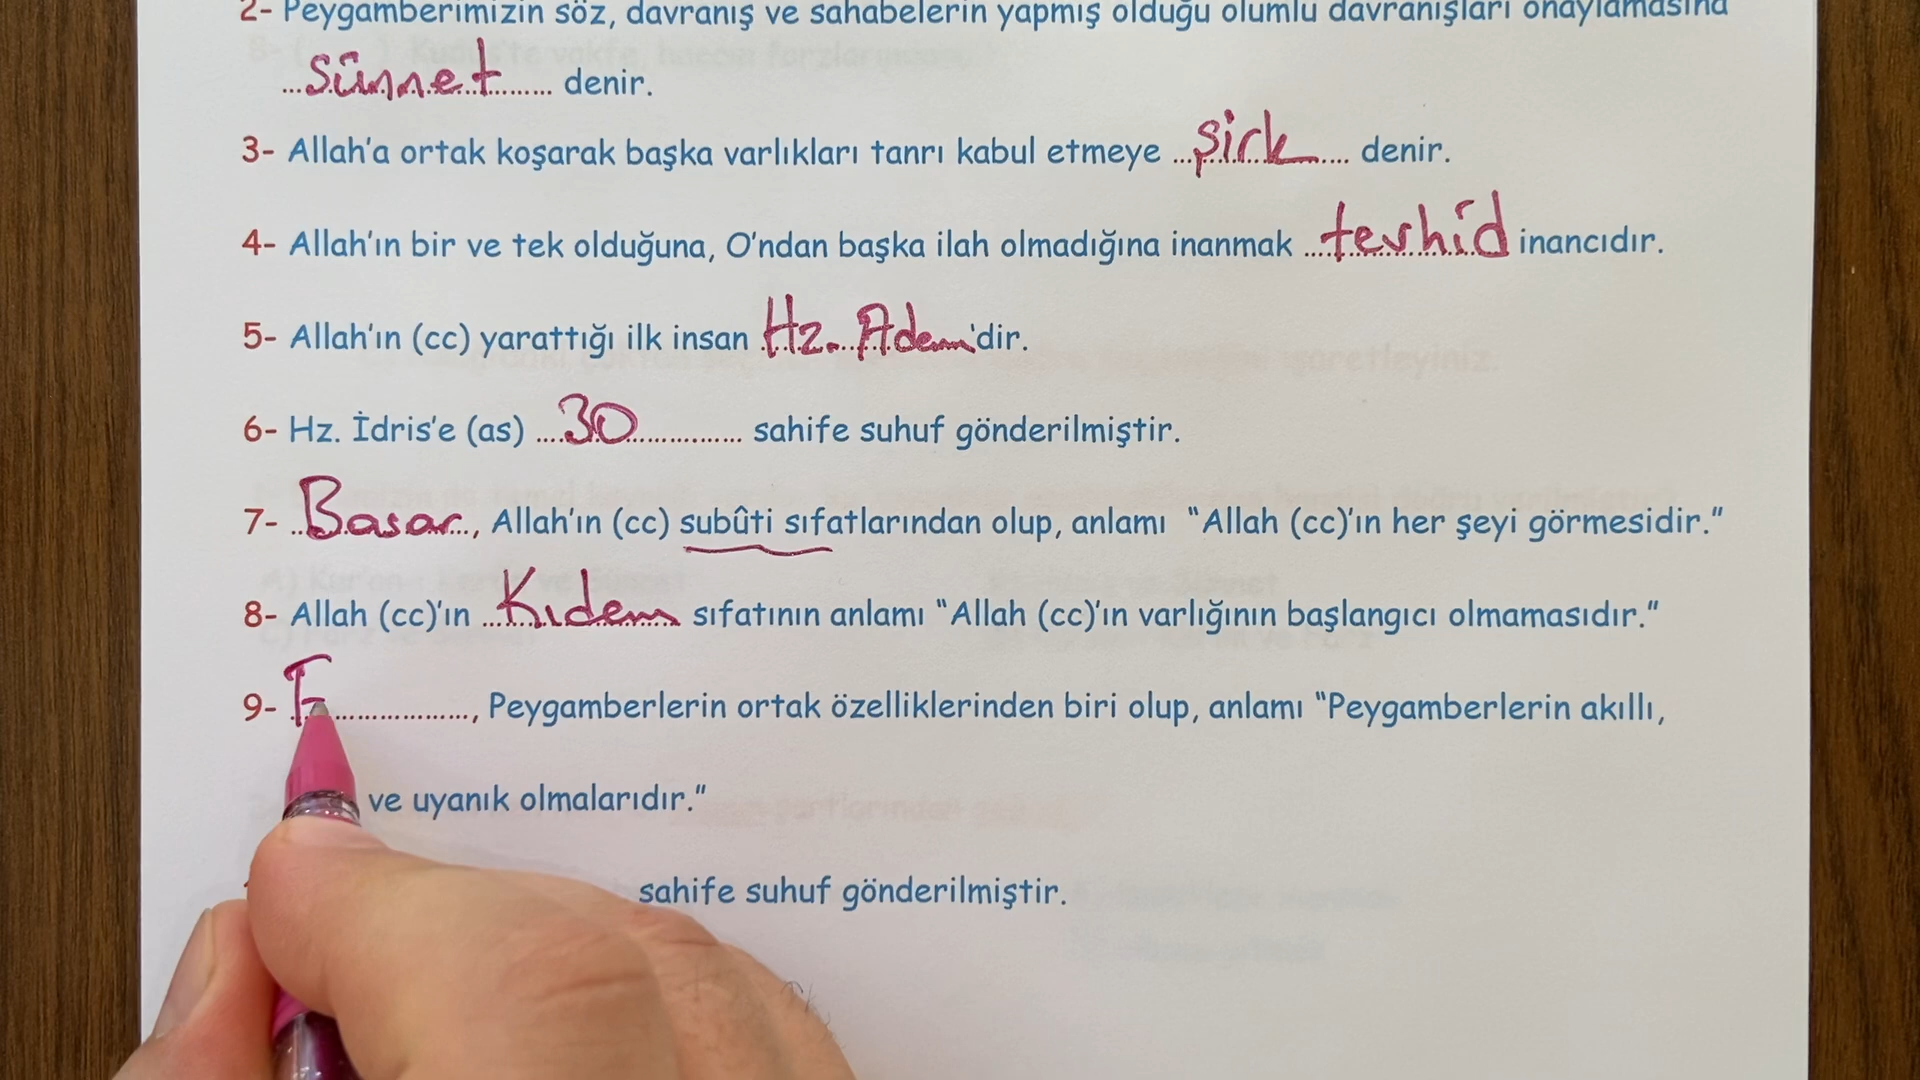 2- Peygamberimizin söz, davranış ve sahabelerin yapmış olduğu olumlu davranışları onaylamasına
...Sünnet... denir.
3- Allah'a ortak koşarak başka varlıkları tanrı kabul etmeye ...şirk... denir.
4- Allah'ın bir ve tek olduğuna, O'ndan başka ilah olmadığına inanmak ...tevhid inancıdır.
5- Allah'ın (cc) yarattığı ilk insan Hz. Adem'dir.
6- Hz. İdris'e (as) ...30... sahife suhuf gönderilmiştir.
7- Basar..., Allah'ın (cc) subûti sıfatlarından olup, anlamı "Allah (cc)'ın her şeyi görmesidir."
8- Allah (cc)'ın ...Kıdem sıfatının anlamı "Allah (cc)'ın varlığının başlangıcı olmamasıdır."
9- F..., Peygamberlerin ortak özelliklerinden biri olup, anlamı "Peygamberlerin akıllı,
ve uyanık olmalarıdır."
sahife suhuf gönderilmiştir.